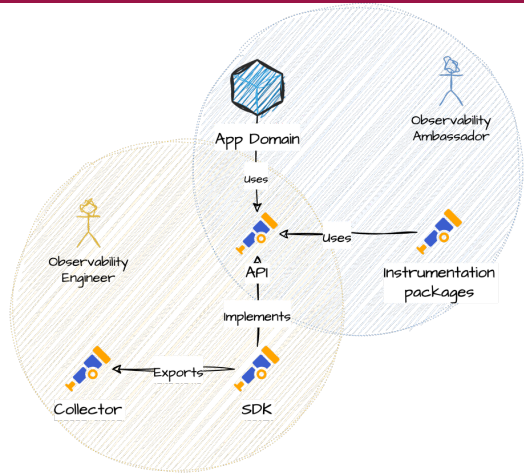 Observability
Ambassador
App Domain
Uses
Observability
Engineer
API
Uses
Instrumentation
packages
Implements
Exports
Collector
SDK